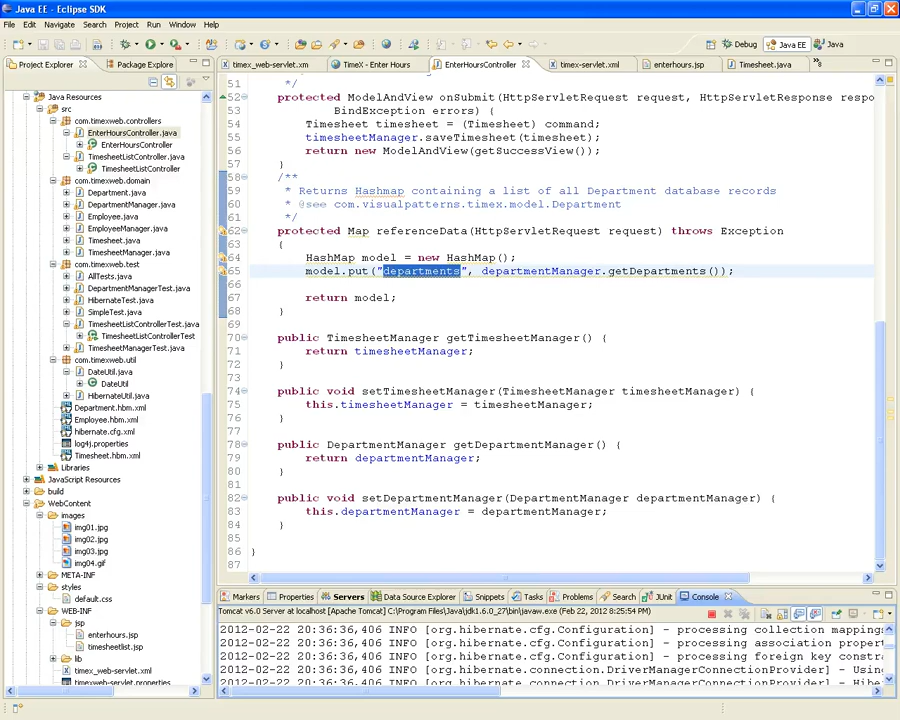 Java EE - Eclipse SDK
File Edit Navigate Search Project Run Window Help
Debug Java EE Java
Project Explorer Package Explore
timex_web-servlet.xm TimeX - Enter Hours EnterHoursController timex-servlet.xml enterhours.jsp Timesheet.java
Java Resources
src
com.timexweb.controllers
EnterHoursController.java
EnterHoursController
TimesheetListController.java
TimesheetListController
com.timexweb.domain
Department.java
DepartmentManager.java
Employee.java
EmployeeManager.java
Timesheet.java
TimesheetManager.java
com.timexweb.test
AllTests.java
DepartmentManagerTest.java
HibernateTest.java
SimpleTest.java
TimesheetListControllerTest.java
TimesheetListControllerTest
TimesheetManagerTest.java
com.timexweb.util
DateUtil.java
DateUtil
HibernateUtil.java
Department.hbm.xml
Employee.hbm.xml
hibernate.cfg.xml
log4j.properties
Timesheet.hbm.xml
Libraries
JavaScript Resources
build
WebContent
images
img01.jpg
img02.jpg
img03.jpg
img04.gif
META-INF
styles
default.css
WEB-INF
jsp
enterhours.jsp
timesheetlist.jsp
lib
timex_web-servlet.xml
timexweb-servlet.properties
51 */
52 protected ModelAndView onSubmit(HttpServletRequest request, HttpServletResponse respo
53 BindException errors) {
54 Timesheet timesheet = (Timesheet) command;
55 timesheetManager.saveTimesheet(timesheet);
56 return new ModelAndView(getSuccessView());
57 }
58 /**
59 * Returns Hashmap containing a list of all Department database records
60 * @see com.visualpatterns.timex.model.Department
61 */
62 protected Map referenceData(HttpServletRequest request) throws Exception
63 {
64 HashMap model = new HashMap();
65 model.put("departments", departmentManager.getDepartments());
66
67 return model;
68 }
69
70 public TimesheetManager getTimesheetManager() {
71 return timesheetManager;
72 }
73
74 public void setTimesheetManager(TimesheetManager timesheetManager) {
75 this.timesheetManager = timesheetManager;
76 }
77
78 public DepartmentManager getDepartmentManager() {
79 return departmentManager;
80 }
81
82 public void setDepartmentManager(DepartmentManager departmentManager) {
83 this.departmentManager = departmentManager;
84 }
85
86 }
87
Markers Properties Servers Data Source Explorer Snippets Tasks Problems Search JUnit Console
Tomcat v6.0 Server at localhost [Apache Tomcat] C:\Program Files\Java\jdk1.6.0_27\bin\javaw.exe (Feb 22, 2012 8:25:54 PM)
2012-02-22 20:36:36,406 INFO [org.hibernate.cfg.Configuration] - processing collection mappings
2012-02-22 20:36:36,406 INFO [org.hibernate.cfg.Configuration] - processing association propert
2012-02-22 20:36:36,406 INFO [org.hibernate.cfg.Configuration] - processing foreign key constra
2012-02-22 20:36:36,406 INFO [org.hibernate.connection.DriverManagerConnectionProvider] - Using
2012-02-22 20:36:36,406 INFO [org.hibernate.connection.DriverManagerConnectionProvider] - Hiber